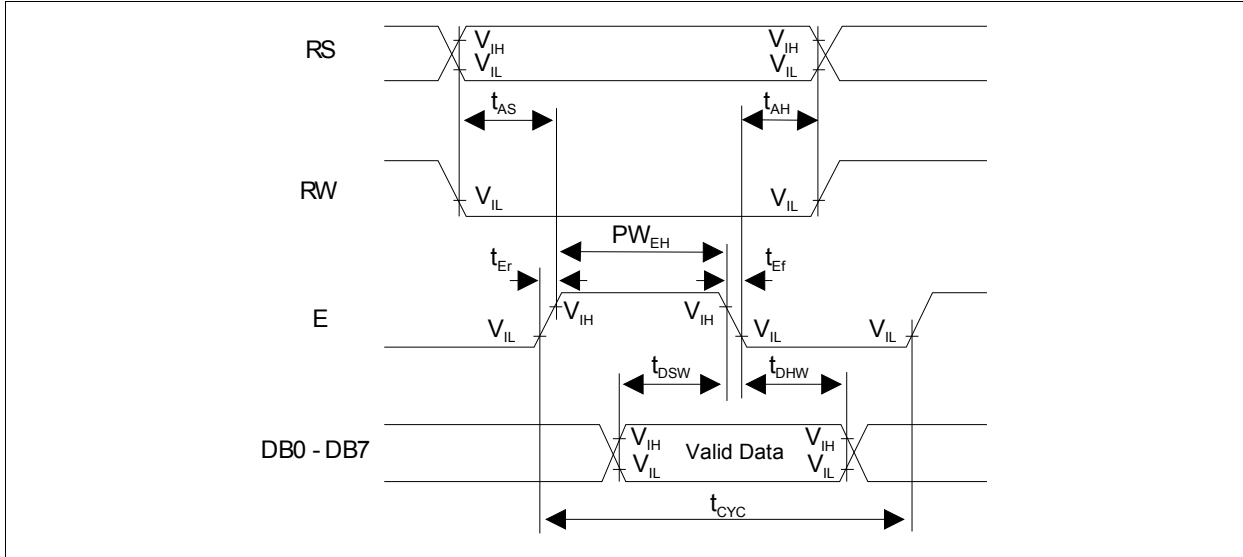 RS
V_IH V_IH
V_IL V_IL
t_AS t_AH
RW
V_IL V_IL
PW_EH
t_Er t_Ef
E
V_IH V_IH
V_IL V_IL V_IL
t_DSW t_DHW
DB0 - DB7
V_IH Valid Data V_IH
V_IL V_IL
t_CYC